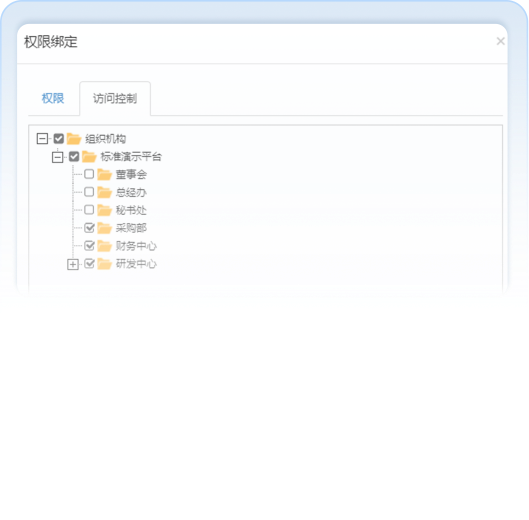 权限绑定
权限 访问控制
组织机构
标准演示平台
董事会
总经办
秘书处
采购部
财务中心
研发中心